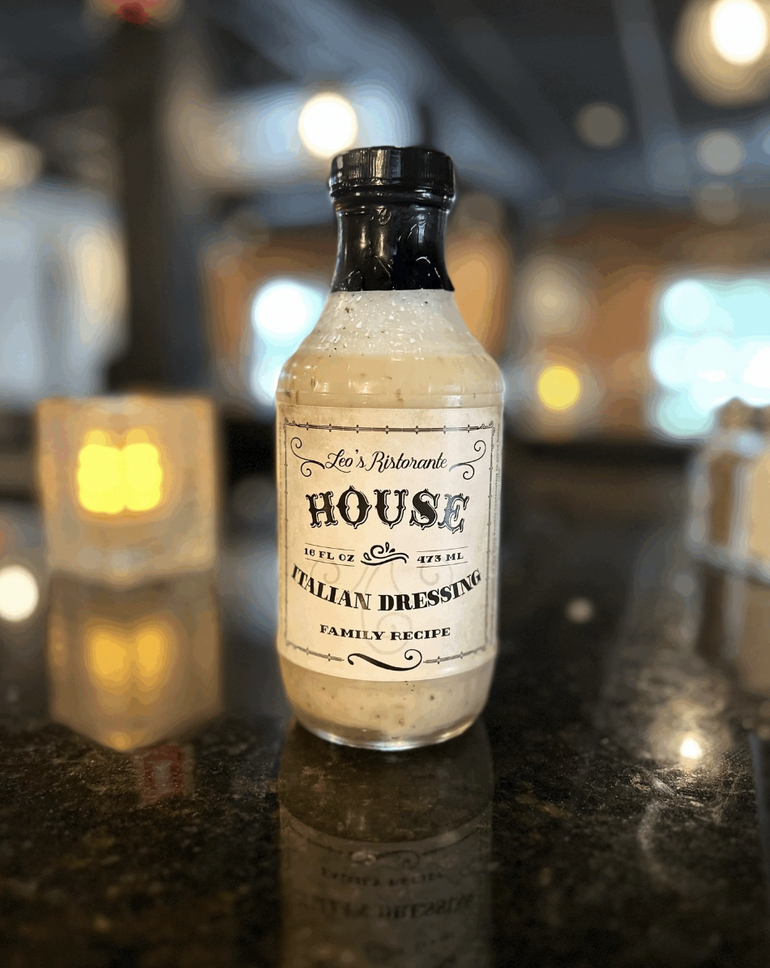 Leo's Ristorante
HOUSE
16 FL OZ 473 ML
ITALIAN DRESSING
FAMILY RECIPE